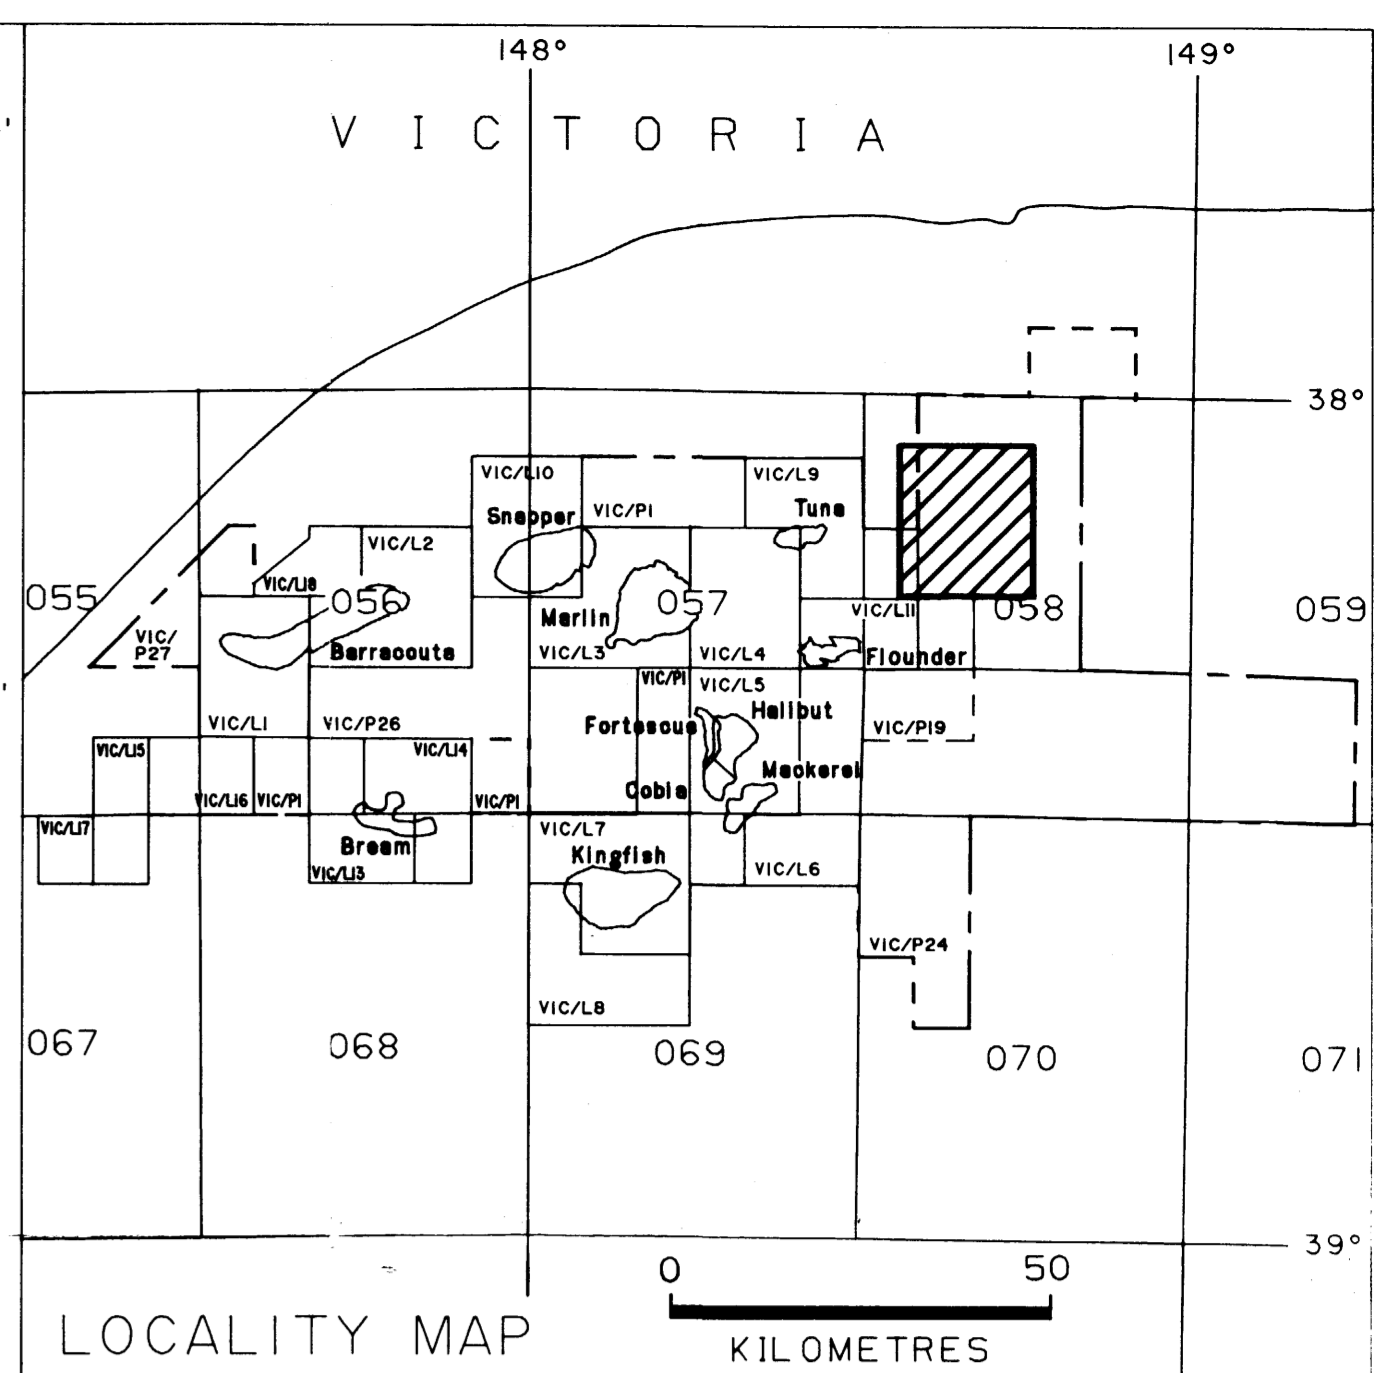 148°
149°
VICTORIA
38°
VIC/L10
VIC/L9
Snapper
VIC/P1
Tuna
VIC/L2
VIC/L18
055
056
057
VIC/L11
058
059
Marlin
VIC/
P27
Barracouta
VIC/L3
VIC/L4
Flounder
VIC/P1
VIC/L5
Halibut
VIC/L1
VIC/P26
Fortescue
VIC/P19
VIC/L15
VIC/L14
Mackerel
Cobia
VIC/L16
VIC/P1
VIC/P1
VIC/L17
VIC/L7
Bream
Kingfish
VIC/L13
VIC/L6
VIC/P24
VIC/L8
067
068
069
070
071
39°
0
50
LOCALITY MAP
KILOMETRES